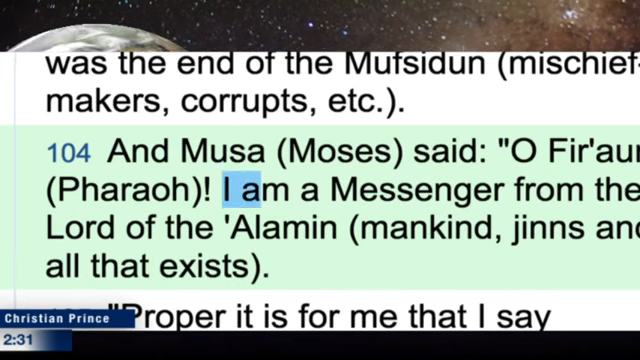 was the end of the Mufsidun (mischief-
makers, corrupts, etc.).
104 And Musa (Moses) said: "O Fir'aun
(Pharaoh)! I am a Messenger from the
Lord of the 'Alamin (mankind, jinns and
all that exists).
"Proper it is for me that I say
Christian Prince
2:31